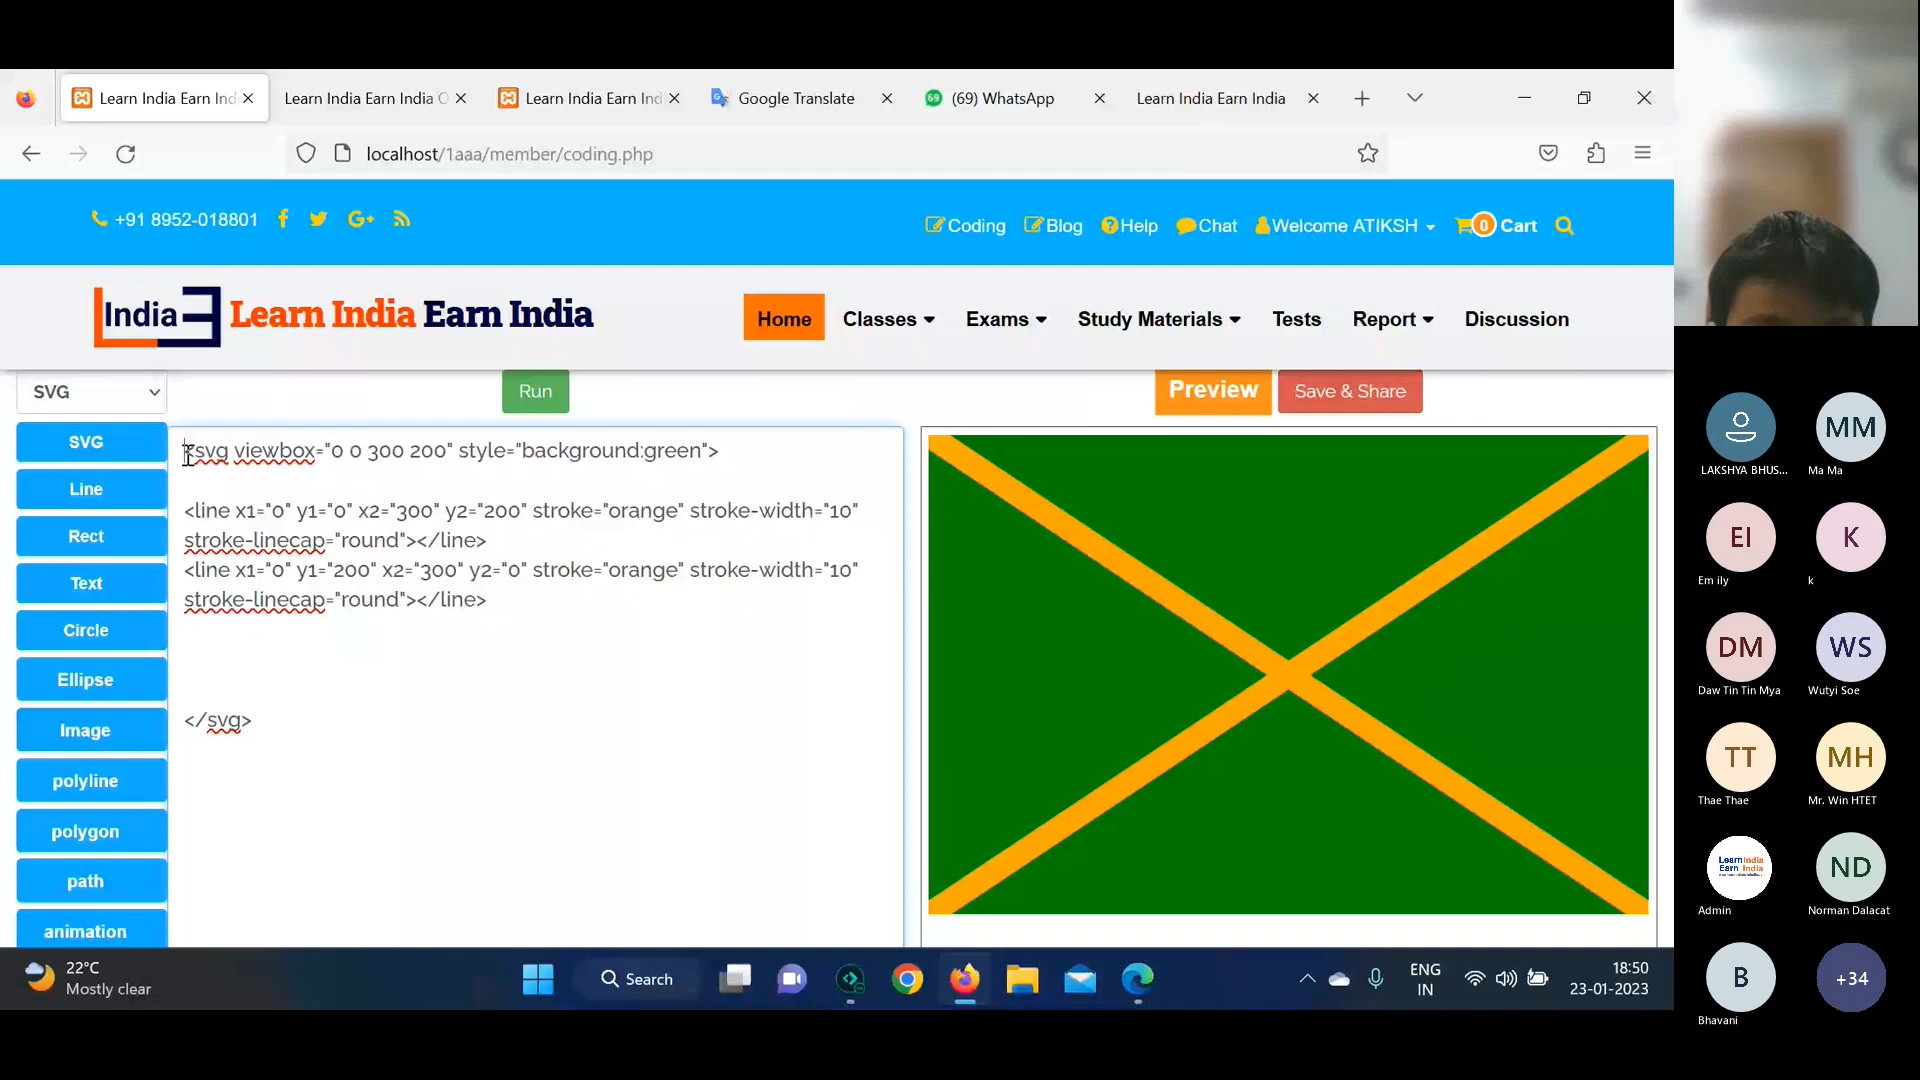 Learn India Earn Ind
Learn India Earn India O
Learn India Earn Ind
Google Translate
69
(69) WhatsApp
Learn India Earn India
localhost/1aaa/member/coding.php
+91 8952-018801
Coding
Blog
Help
Chat
Welcome ATIKSH
0
Cart
India
Learn India Earn India
Home
Classes
Exams
Study Materials
Tests
Report
Discussion
SVG
Run
Preview
Save & Share
SVG
Line
Rect
Text
Circle
Ellipse
Image
polyline
polygon
path
animation
<svg viewbox="0 0 300 200" style="background:green">
<line x1="0" y1="0" x2="300" y2="200" stroke="orange" stroke-width="10"
stroke-linecap="round"></line>
<line x1="0" y1="200" x2="300" y2="0" stroke="orange" stroke-width="10"
stroke-linecap="round"></line>
</svg>
LAKSHYA BHUS...
MM
Ma Ma
EI
Em ily
K
k
DM
Daw Tin Tin Mya
WS
Wutyi Soe
TT
Thae Thae
MH
Mr. Win HTET
Learn India
Earn India
Admin
ND
Norman Dalacat
B
Bhavani
+34
22°C
Mostly clear
Search
ENG
IN
18:50
23-01-2023